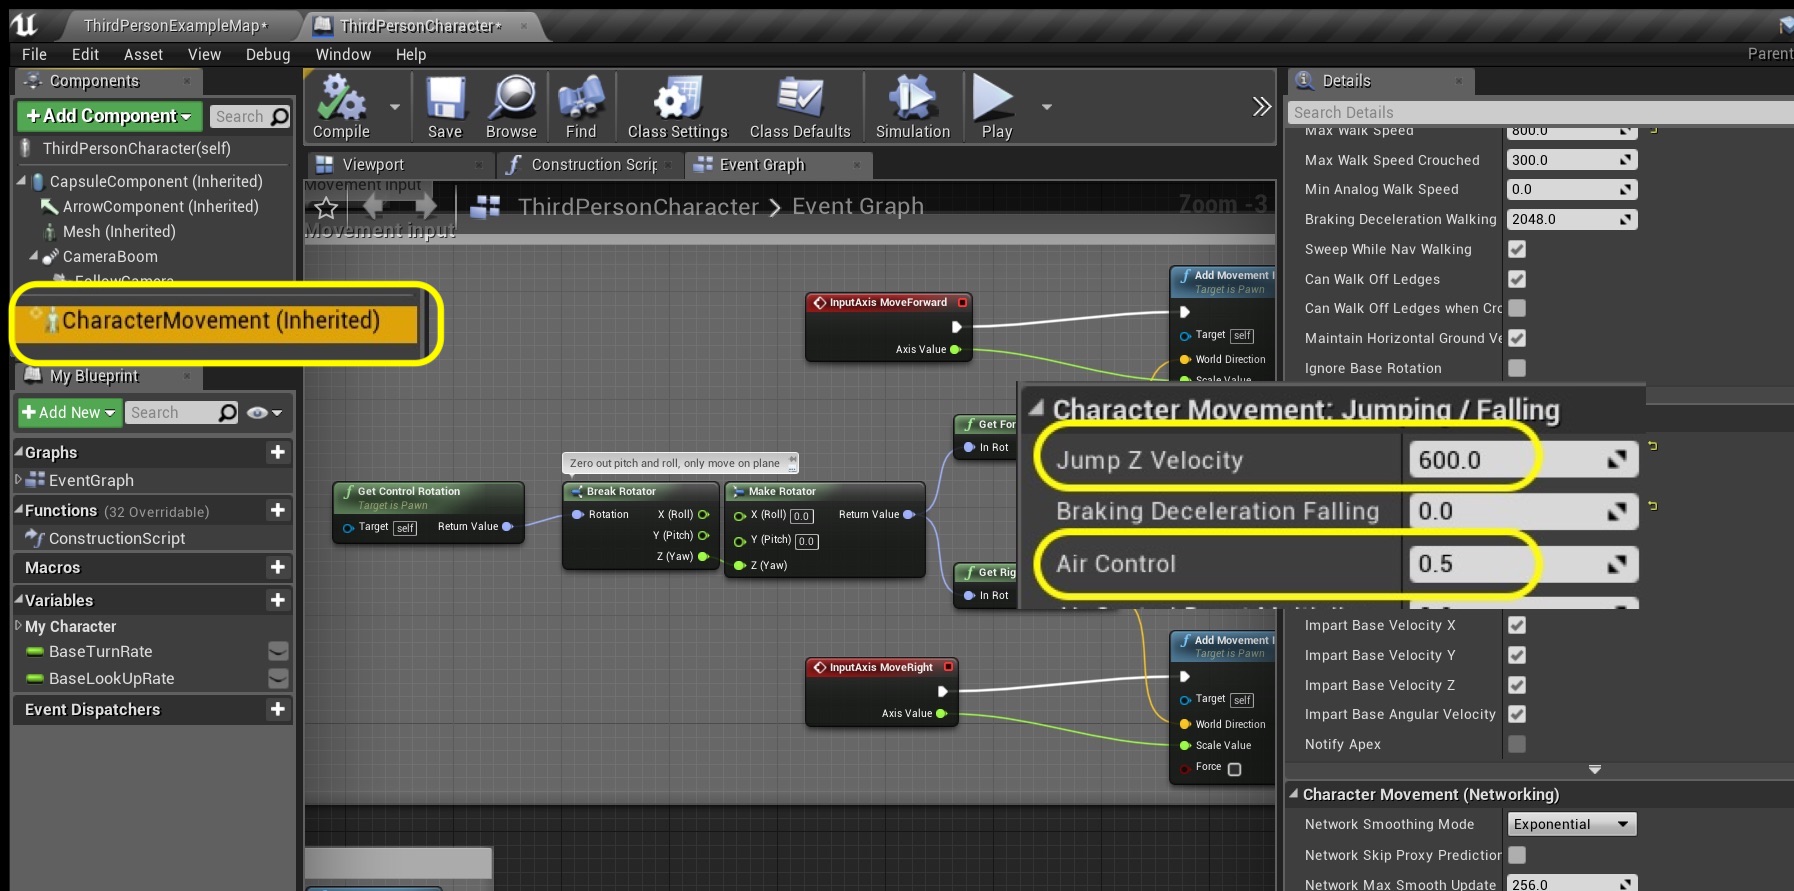 ThirdPersonExampleMap*
ThirdPersonCharacter*
File Edit Asset View Debug Window Help
Parent
Components
+Add Component
Search
ThirdPersonCharacter(self)
CapsuleComponent (Inherited)
ArrowComponent (Inherited)
Mesh (Inherited)
CameraBoom
FollowCamera
CharacterMovement (Inherited)
My Blueprint
+Add New
Search
Graphs
EventGraph
Functions (32 Overridable)
ConstructionScript
Macros
Variables
My Character
BaseTurnRate
BaseLookUpRate
Event Dispatchers
Compile Save Browse Find Class Settings Class Defaults Simulation Play
Viewport
Construction Scrip
Event Graph
Movement Input
ThirdPersonCharacter > Event Graph
Zoom -3
Movement input
InputAxis MoveForward
Axis Value
Add Movement I
Target is Pawn
Target self
World Direction
Scale Value
Get For
In Rot
Zero out pitch and roll, only move on plane
Get Control Rotation
Target is Pawn
Target self Return Value
Break Rotator
Rotation X (Roll)
Y (Pitch)
Z (Yaw)
Make Rotator
X (Roll) 0.0 Return Value
Y (Pitch) 0.0
Z (Yaw)
Get Rig
In Rot
InputAxis MoveRight
Axis Value
Add Movement I
Target is Pawn
Target self
World Direction
Scale Value
Force
Details
Search Details
Max Walk Speed 800.0
Max Walk Speed Crouched 300.0
Min Analog Walk Speed 0.0
Braking Deceleration Walking 2048.0
Sweep While Nav Walking
Can Walk Off Ledges
Can Walk Off Ledges when Cro
Maintain Horizontal Ground Ve
Ignore Base Rotation
Character Movement: Jumping / Falling
Jump Z Velocity 600.0
Braking Deceleration Falling 0.0
Air Control 0.5
Impart Base Velocity X
Impart Base Velocity Y
Impart Base Velocity Z
Impart Base Angular Velocity
Notify Apex
Character Movement (Networking)
Network Smoothing Mode Exponential
Network Skip Proxy Prediction
Network Max Smooth Update 256.0